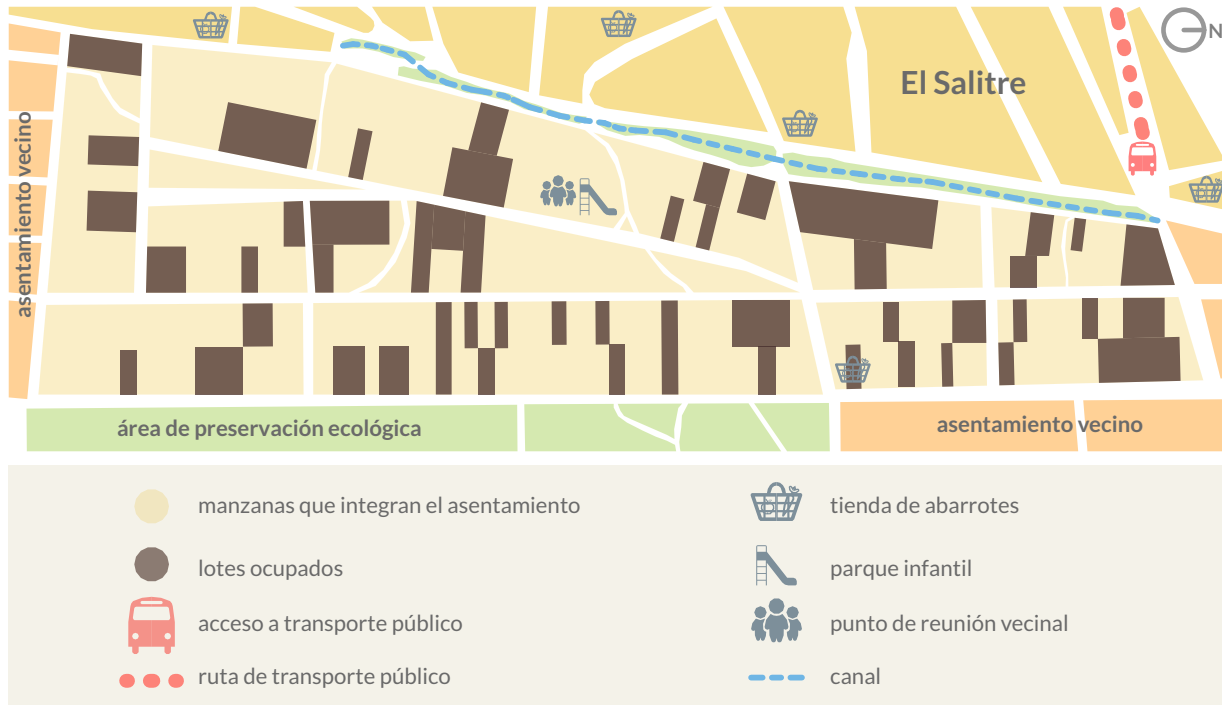 N
El Salitre
asentamiento vecino
área de preservación ecológica
asentamiento vecino
manzanas que integran el asentamiento
lotes ocupados
acceso a transporte público
ruta de transporte público
tienda de abarrotes
parque infantil
punto de reunión vecinal
canal